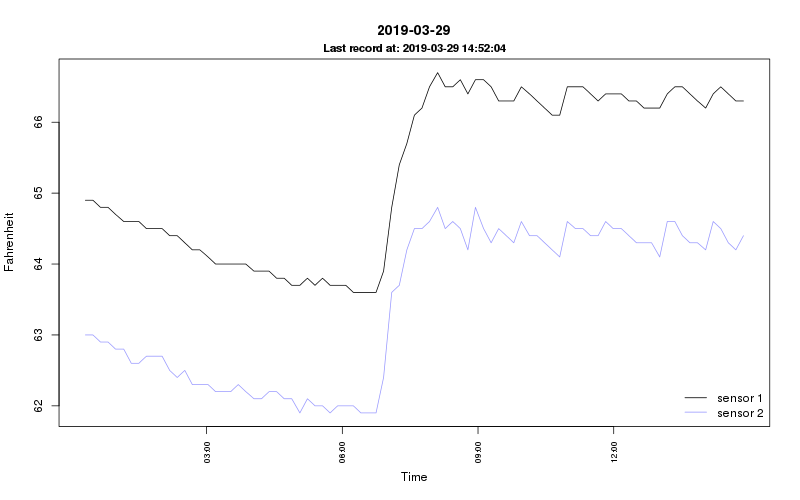 2019-03-29
Last record at: 2019-03-29 14:52:04
Fahrenheit
66
65
64
63
62
sensor 1
sensor 2
03:00
06:00
09:00
12:00
Time